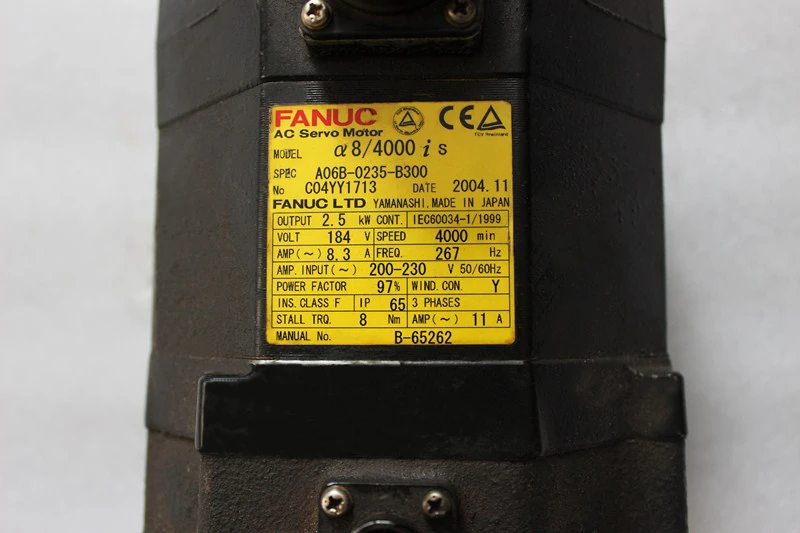 FANUC
AC Servo Motor
CE
TÜV Rheinland
MODEL α8/4000 i s
SPEC A06B-0235-B300
No C04YY1713 DATE 2004.11
FANUC LTD YAMANASHI, MADE IN JAPAN
OUTPUT 2.5 kW CONT. IEC60034-1/1999
VOLT 184 V SPEED 4000 min
AMP(~) 8.3 A FREQ. 267 Hz
AMP. INPUT(~) 200-230 V 50/60Hz
POWER FACTOR 97% WIND. CON. Y
INS. CLASS F IP 65 3 PHASES
STALL TRQ. 8 Nm AMP(~) 11 A
MANUAL No. B-65262